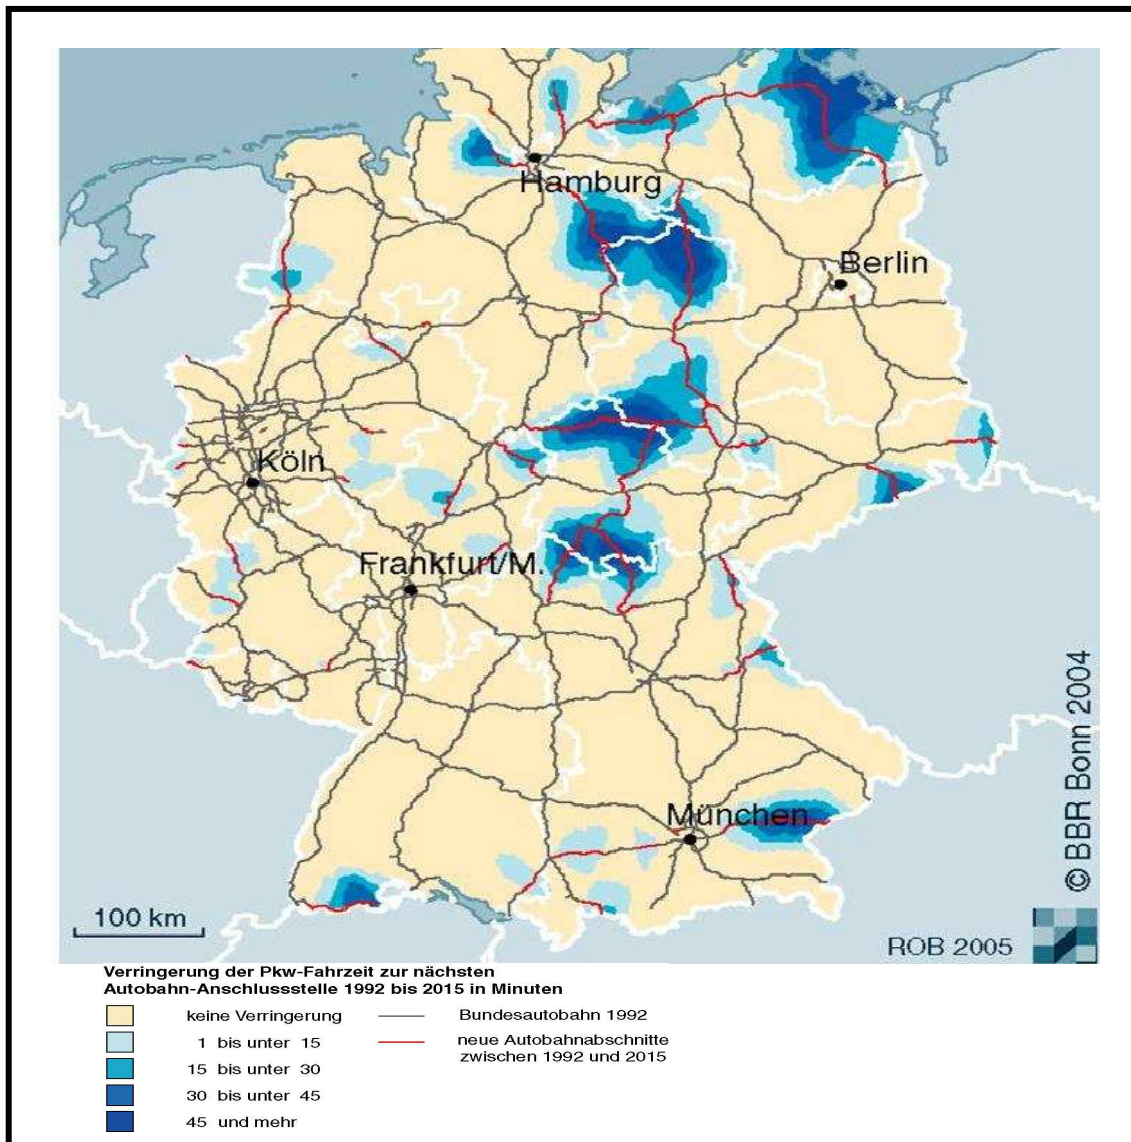 Hamburg
Berlin
Köln
Frankfurt/M.
München
100 km
ROB 2005
© BBR Bonn 2004
Verringerung der Pkw-Fahrzeit zur nächsten
Autobahn-Anschlussstelle 1992 bis 2015 in Minuten
keine Verringerung
1 bis unter 15
15 bis unter 30
30 bis unter 45
45 und mehr
Bundesautobahn 1992
neue Autobahnabschnitte
zwischen 1992 und 2015